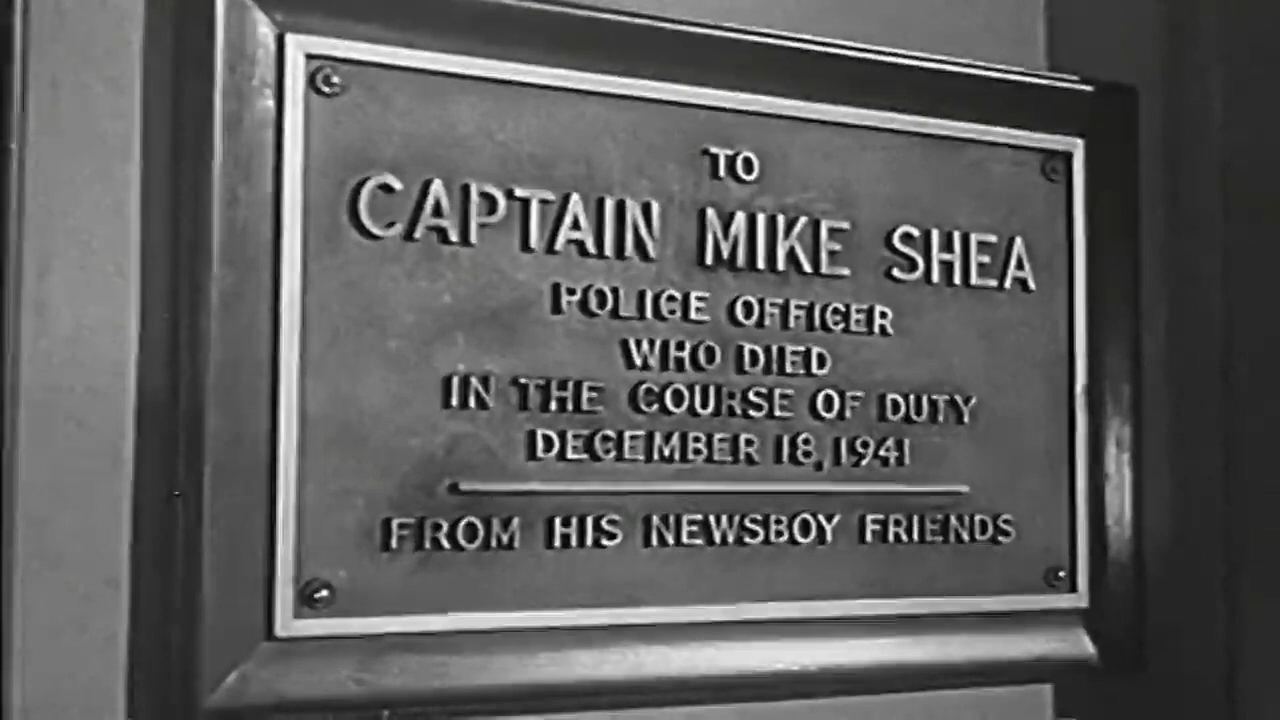 TO
CAPTAIN MIKE SHEA
POLICE OFFICER
WHO DIED
IN THE COURSE OF DUTY
DECEMBER 18, 1941
FROM HIS NEWSBOY FRIENDS